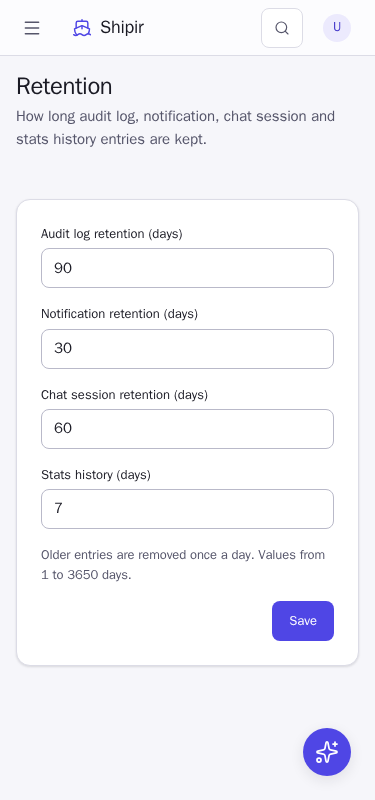 Shipir
U
Retention
How long audit log, notification, chat session and
stats history entries are kept.
Audit log retention (days)
90
Notification retention (days)
30
Chat session retention (days)
60
Stats history (days)
7
Older entries are removed once a day. Values from
1 to 3650 days.
Save